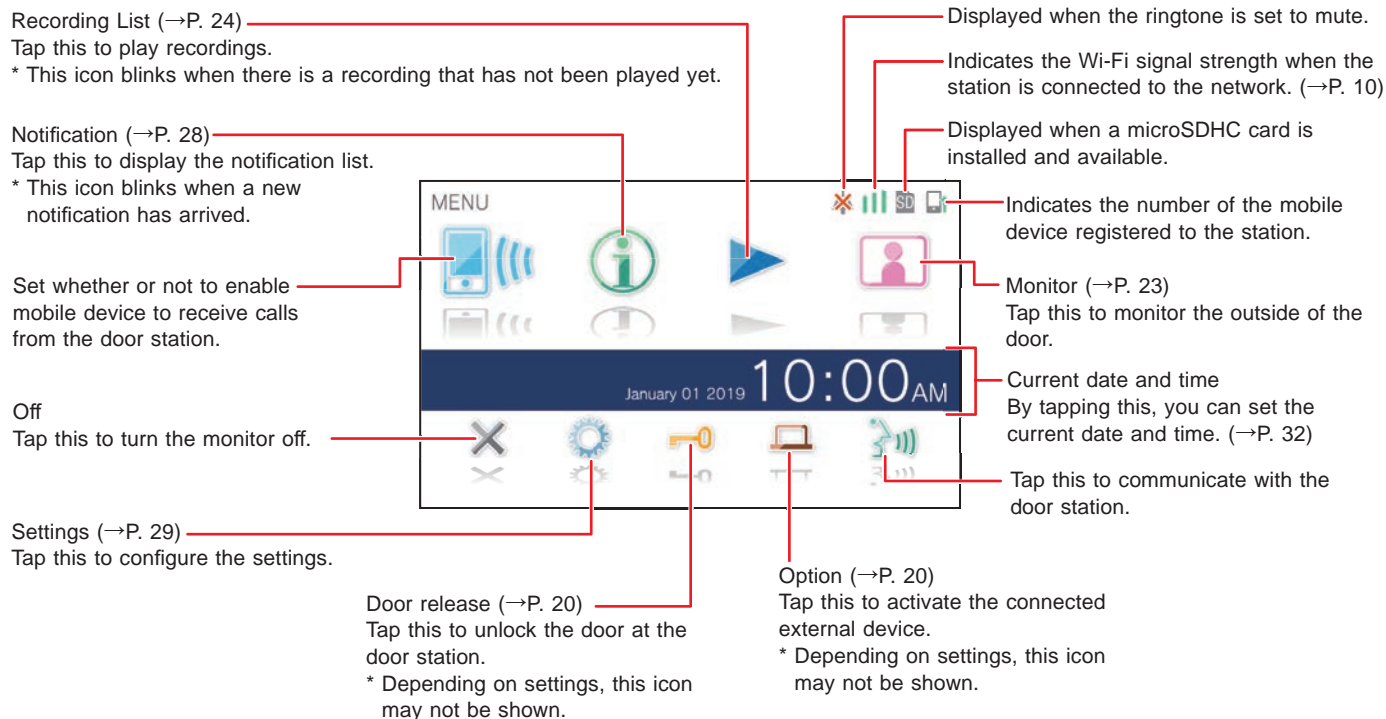 Recording List (→P. 24)
Tap this to play recordings.
* This icon blinks when there is a recording that has not been played yet.
Notification (→P. 28)
Tap this to display the notification list.
* This icon blinks when a new
notification has arrived.
Set whether or not to enable
mobile device to receive calls
from the door station.
Off
Tap this to turn the monitor off.
Settings (→P. 29)
Tap this to configure the settings.
Door release (→P. 20)
Tap this to unlock the door at the
door station.
* Depending on settings, this icon
may not be shown.
MENU
SD
January 01 2019 10:00AM
Displayed when the ringtone is set to mute.
Indicates the Wi-Fi signal strength when the
station is connected to the network. (→P. 10)
Displayed when a microSDHC card is
installed and available.
Indicates the number of the mobile
device registered to the station.
Monitor (→P. 23)
Tap this to monitor the outside of the
door.
Current date and time
By tapping this, you can set the
current date and time. (→P. 32)
Tap this to communicate with the
door station.
Option (→P. 20)
Tap this to activate the connected
external device.
* Depending on settings, this icon
may not be shown.